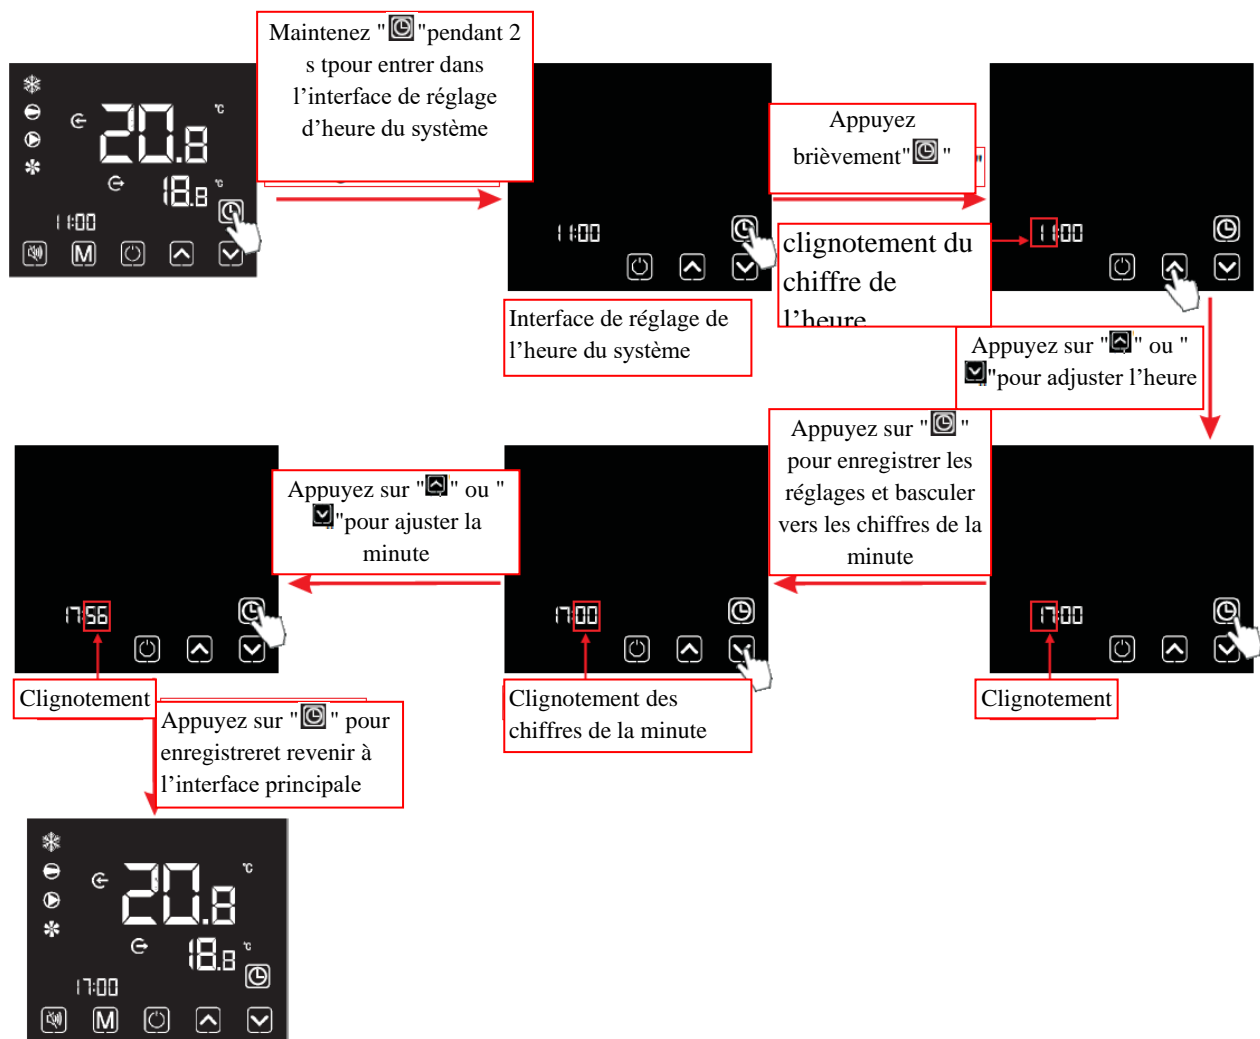 Maintenez " "pendant 2
s tpour entrer dans
l’interface de réglage
d’heure du système
20.8 °C
18.8 °C
11:00
M
11:00
Interface de réglage de
l’heure du système
Appuyez
brièvement" "
"
clignotement du
chiffre de
l’heure
11:00
Appuyez sur " " ou "
"pour adjuster l’heure
17:00
Clignotement
Appuyez sur " "
pour enregistrer les
réglages et basculer
vers les chiffres de la
minute
17:00
Clignotement des
chiffres de la minute
Appuyez sur " " ou "
"pour ajuster la
minute
17:56
Clignotement
Appuyez sur " " pour
enregistreret revenir à
l’interface principale
20.8 °C
18.8 °C
17:00
M